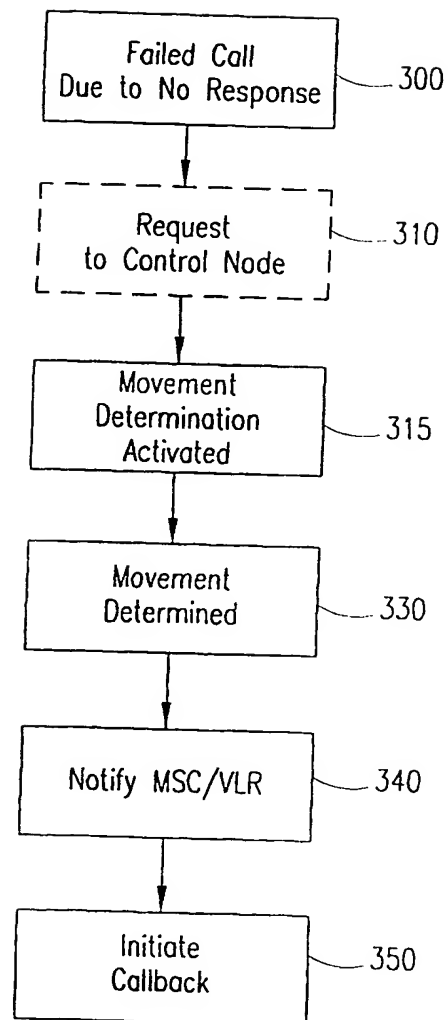 Failed Call
Due to No Response
300
Request
to Control Node
310
Movement
Determination
Activated
315
Movement
Determined
330
Notify MSC/VLR
340
Initiate
Callback
350